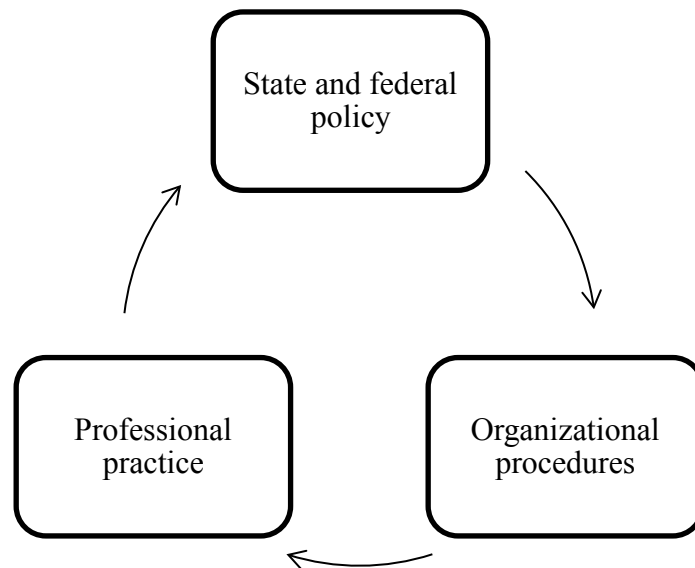 State and federal
policy
Professional
practice
Organizational
procedures